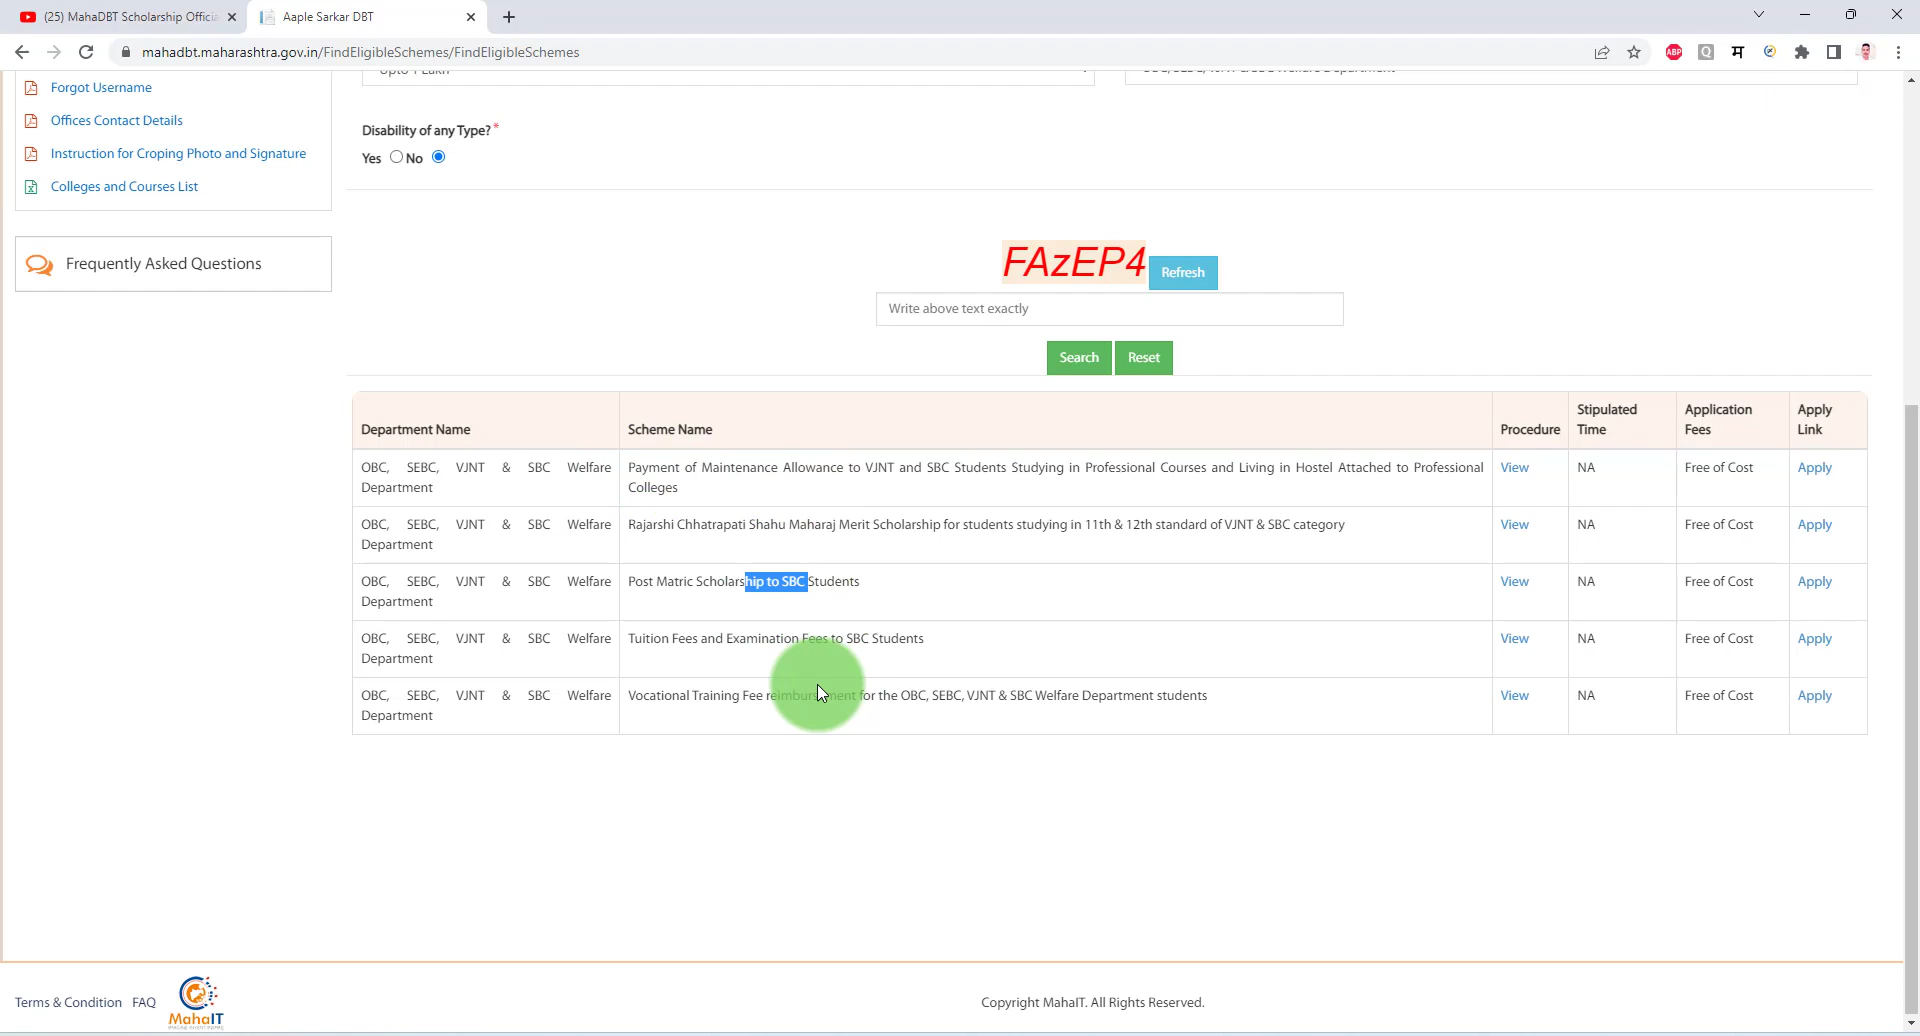 (25) MahaDBT Scholarship Officia
Aaple Sarkar DBT
mahadbt.maharashtra.gov.in/FindEligibleSchemes/FindEligibleSchemes
ABP
Q
म
Upto 1 Lakh
Forgot Username
Offices Contact Details
Instruction for Croping Photo and Signature
Colleges and Courses List
Frequently Asked Questions
Disability of any Type?*
Yes No
FAzEP4
Refresh
Write above text exactly
Search Reset
Department Name Scheme Name Procedure Stipulated Time Application Fees Apply Link
OBC, SEBC, VJNT & SBC Welfare Payment of Maintenance Allowance to VJNT and SBC Students Studying in Professional Courses and Living in Hostel Attached to Professional View NA Free of Cost Apply
Department Colleges
OBC, SEBC, VJNT & SBC Welfare Rajarshi Chhatrapati Shahu Maharaj Merit Scholarship for students studying in 11th & 12th standard of VJNT & SBC category View NA Free of Cost Apply
Department
OBC, SEBC, VJNT & SBC Welfare Post Matric Scholarship to SBC Students View NA Free of Cost Apply
Department
OBC, SEBC, VJNT & SBC Welfare Tuition Fees and Examination Fees to SBC Students View NA Free of Cost Apply
Department
OBC, SEBC, VJNT & SBC Welfare Vocational Training Fee reimbursement for the OBC, SEBC, VJNT & SBC Welfare Department students View NA Free of Cost Apply
Department
Terms & Condition FAQ
MahaIT
Copyright MahaIT. All Rights Reserved.